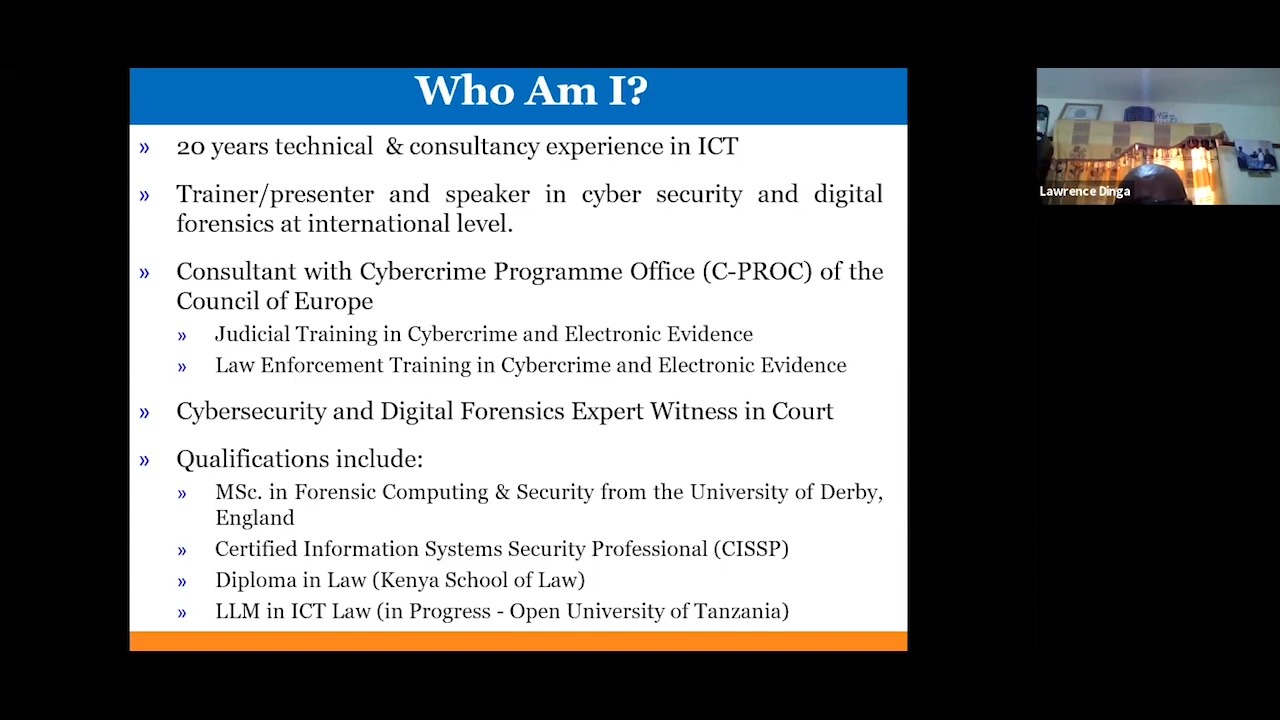 Who Am I?
» 20 years technical & consultancy experience in ICT
» Trainer/presenter and speaker in cyber security and digital
forensics at international level.
» Consultant with Cybercrime Programme Office (C-PROC) of the
Council of Europe
» Judicial Training in Cybercrime and Electronic Evidence
» Law Enforcement Training in Cybercrime and Electronic Evidence
» Cybersecurity and Digital Forensics Expert Witness in Court
» Qualifications include:
» MSc. in Forensic Computing & Security from the University of Derby,
England
» Certified Information Systems Security Professional (CISSP)
» Diploma in Law (Kenya School of Law)
» LLM in ICT Law (in Progress - Open University of Tanzania)
Lawrence Dinga